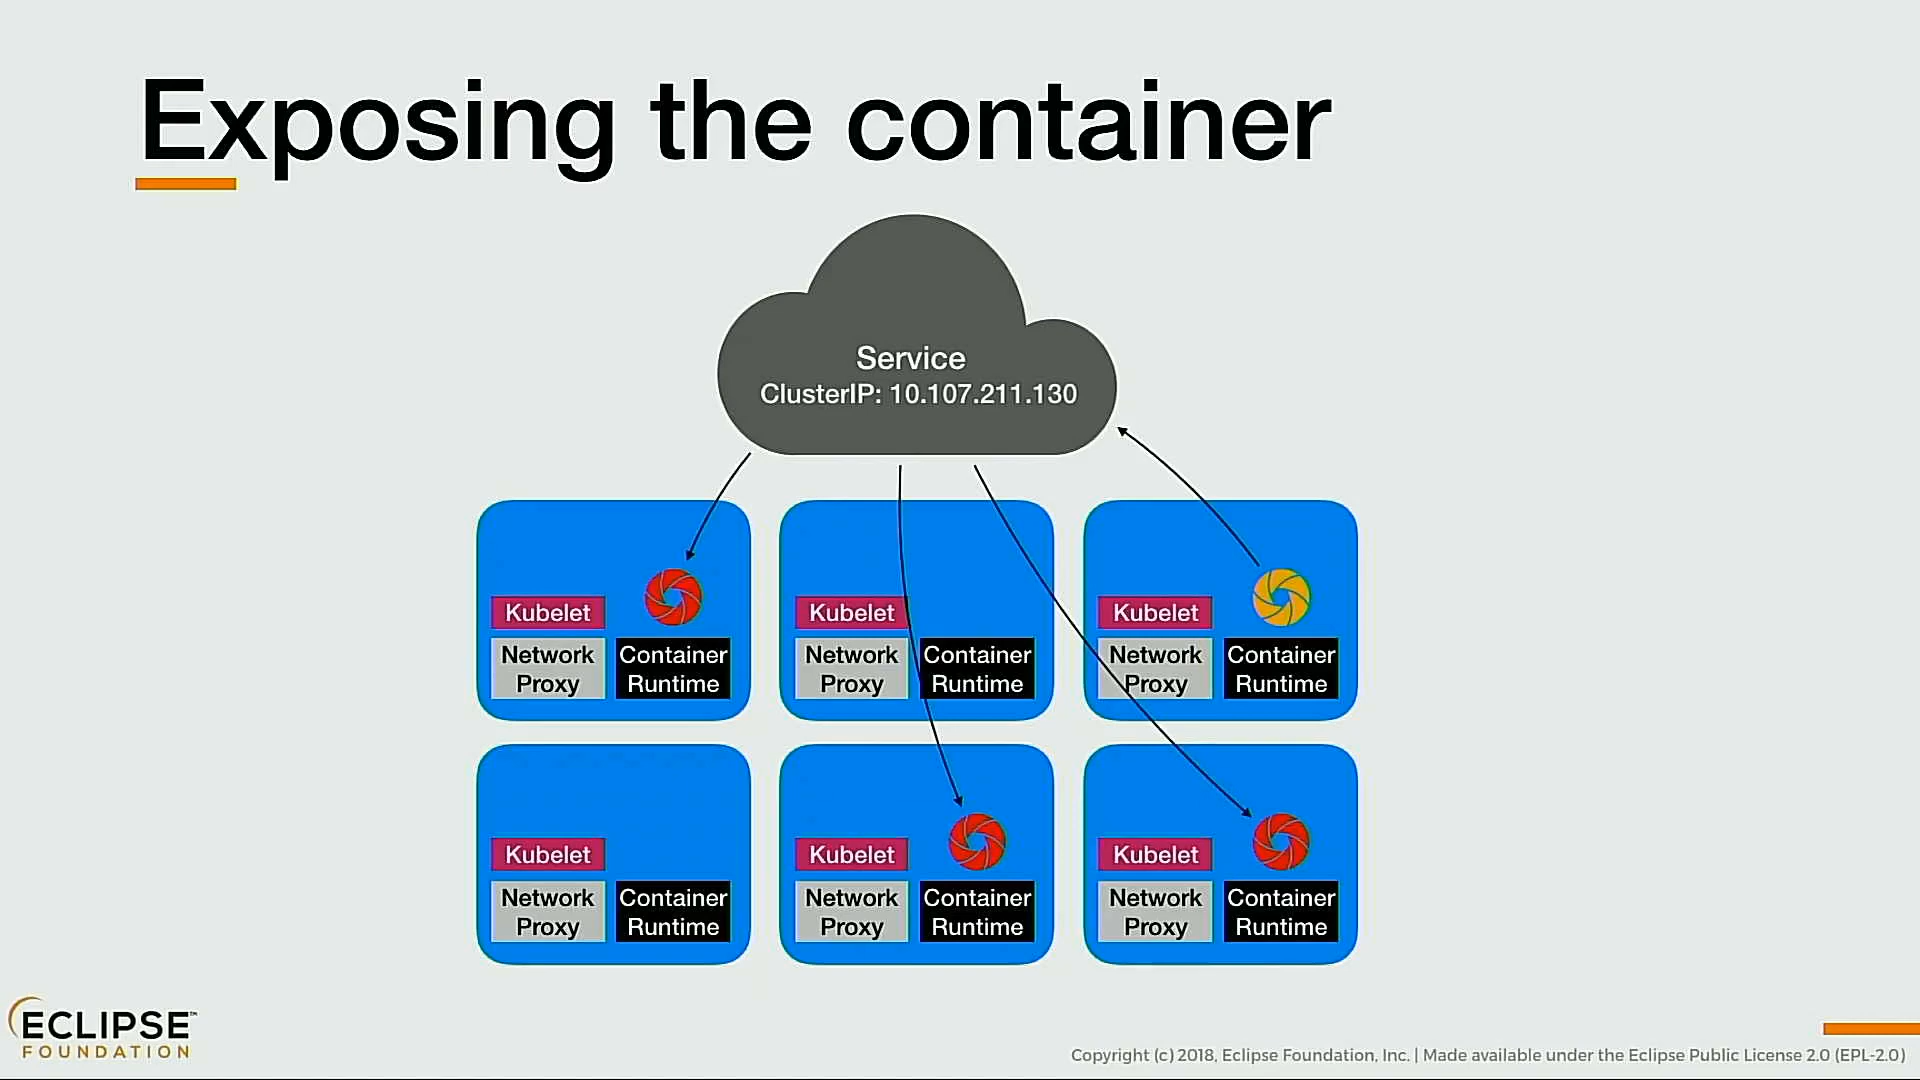 Exposing the container
Service
ClusterIP: 10.107.211.130
Kubelet
Network
Proxy
Container
Runtime
Kubelet
Network
Proxy
Container
Runtime
Kubelet
Network
Proxy
Container
Runtime
Kubelet
Network
Proxy
Container
Runtime
Kubelet
Network
Proxy
Container
Runtime
Kubelet
Network
Proxy
Container
Runtime
ECLIPSE™
FOUNDATION
Copyright (c) 2018, Eclipse Foundation, Inc. | Made available under the Eclipse Public License 2.0 (EPL-2.0)